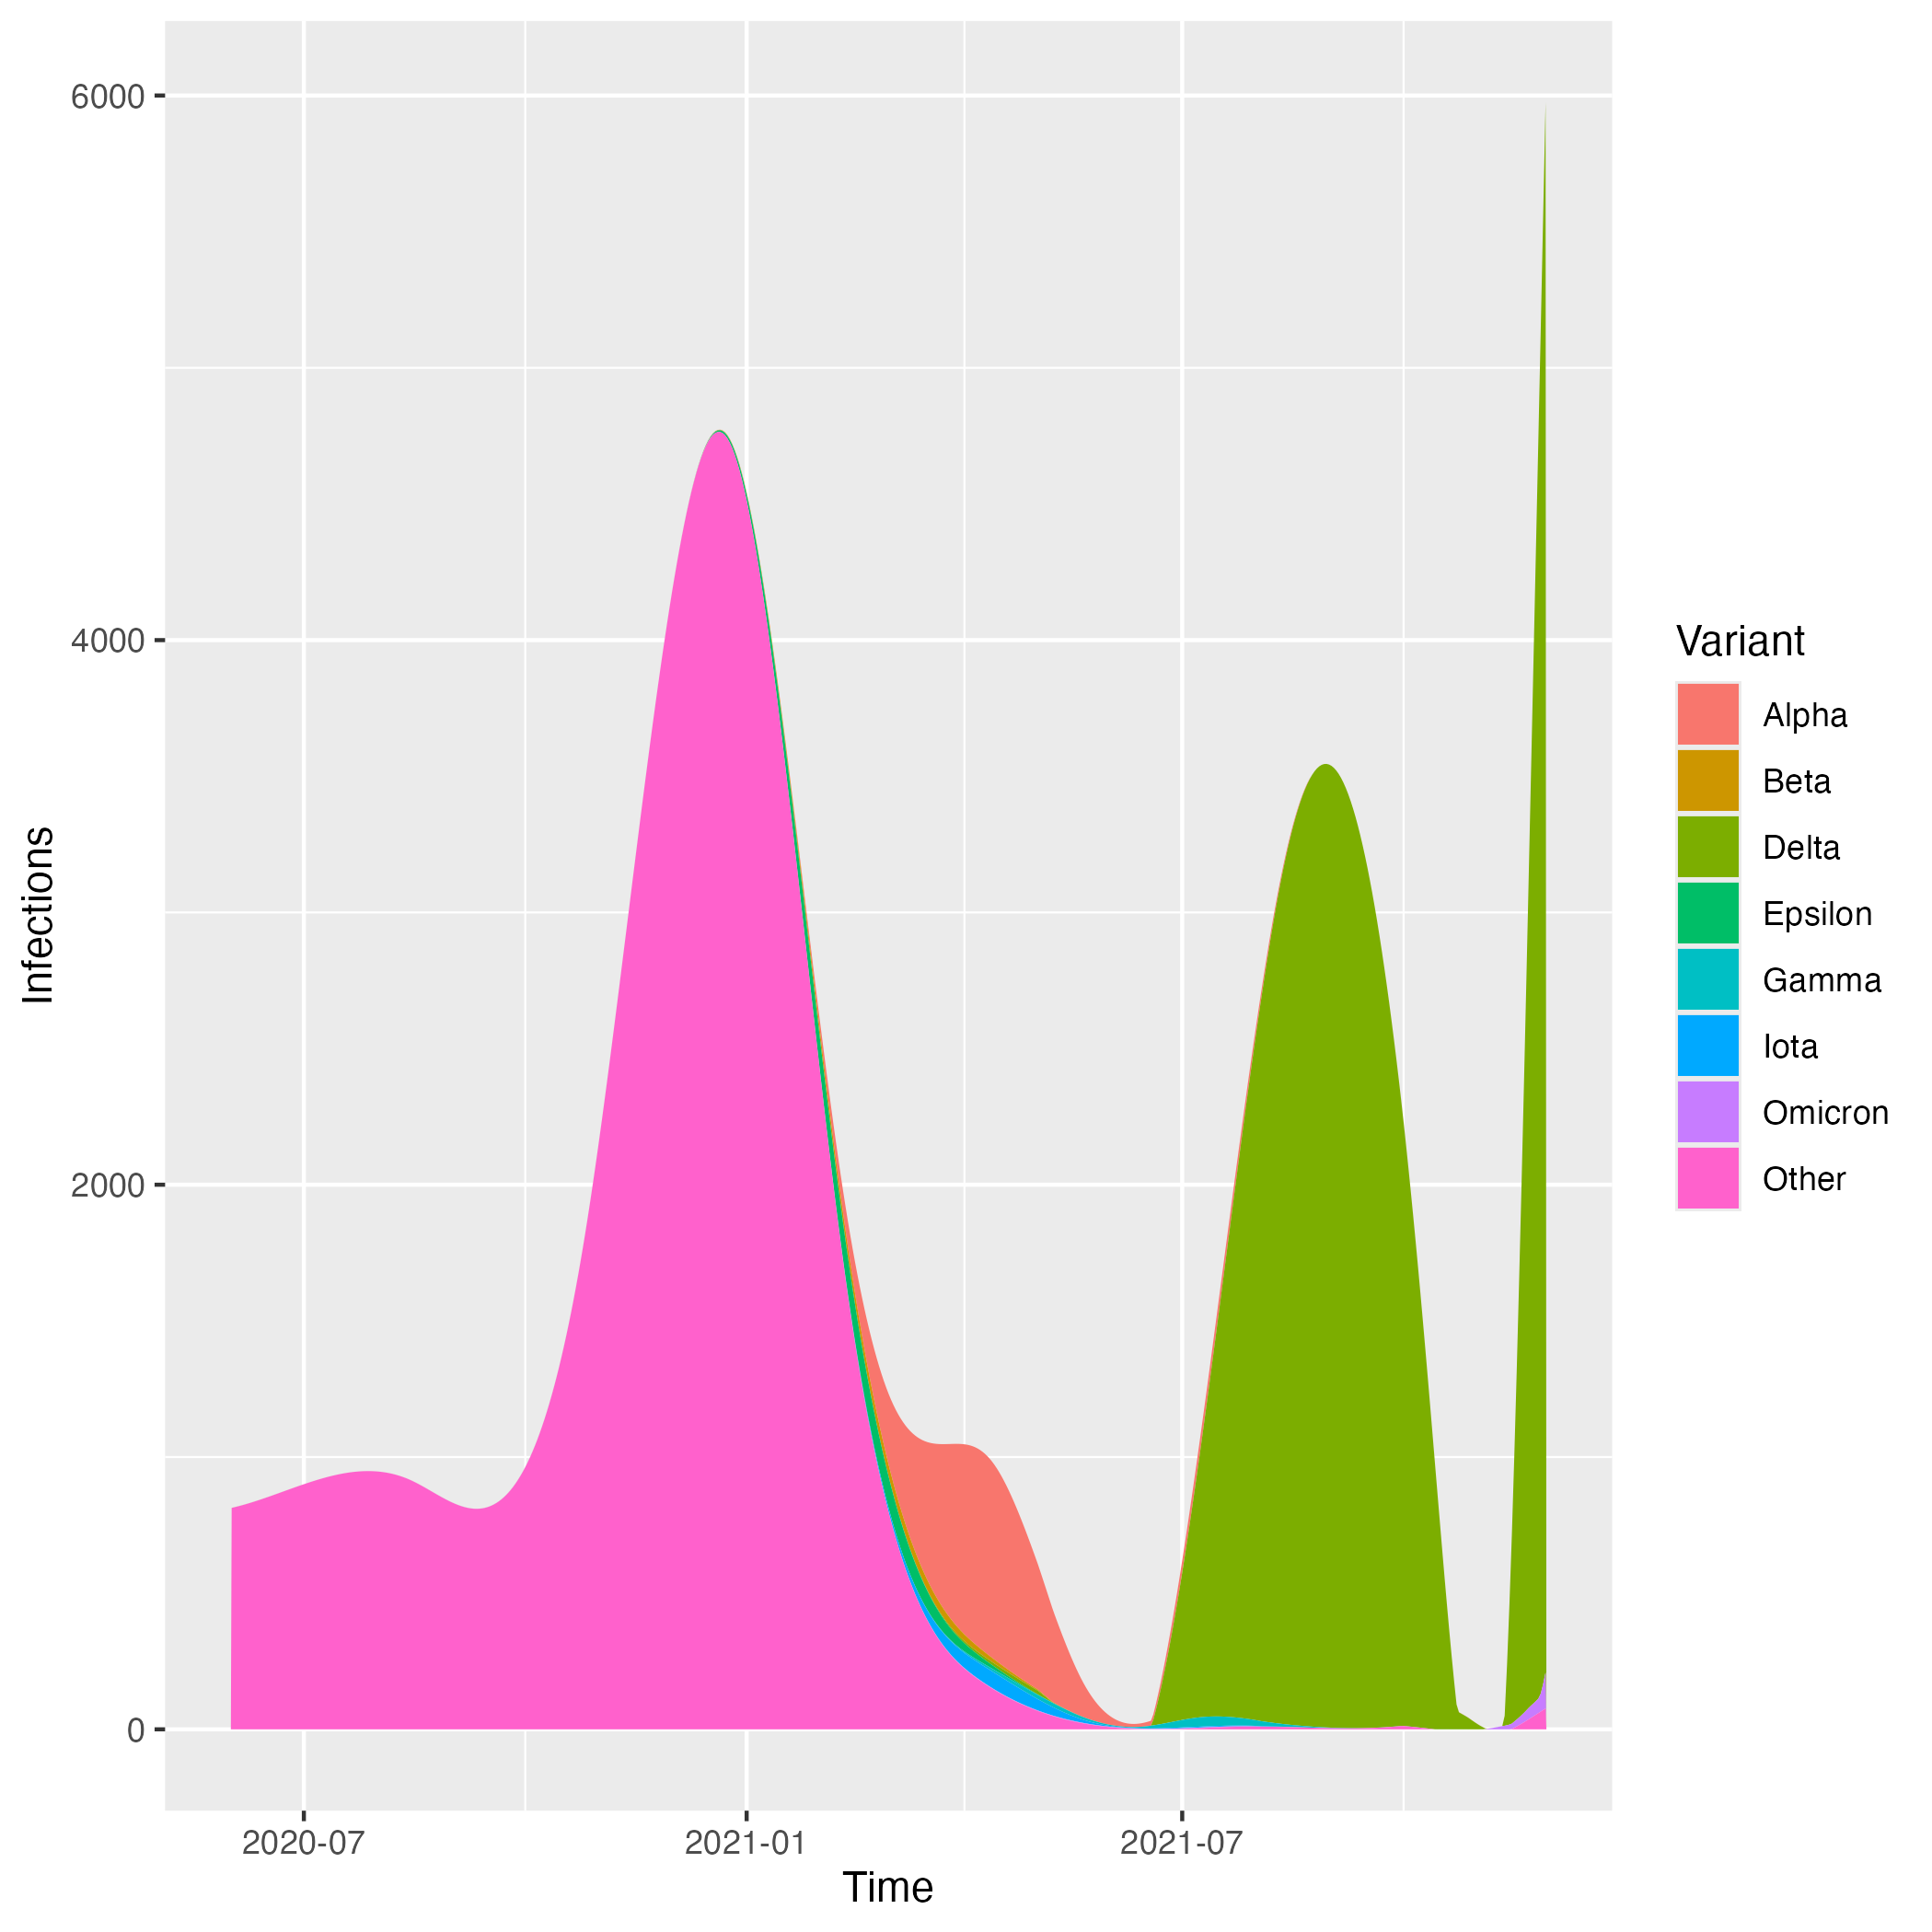 6000
4000
2000
0
Infections
2020-07
2021-01
2021-07
Time
Variant
Alpha
Beta
Delta
Epsilon
Gamma
Iota
Omicron
Other